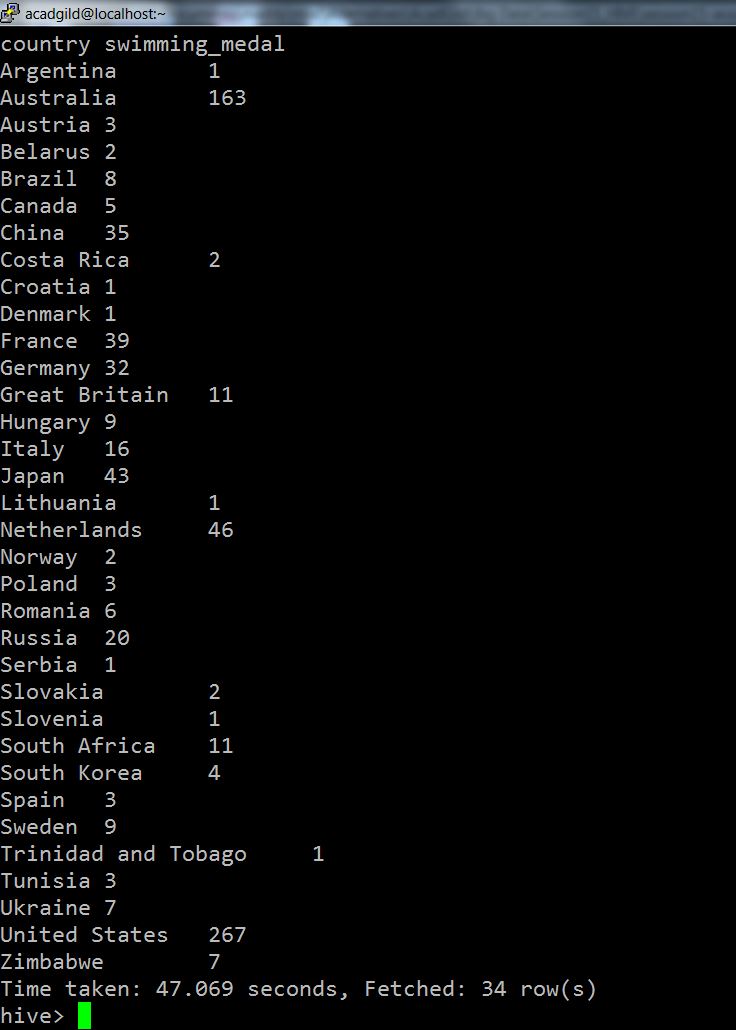 acadgild@localhost:~
country swimming_medal
Argentina 1
Australia 163
Austria 3
Belarus 2
Brazil 8
Canada 5
China 35
Costa Rica 2
Croatia 1
Denmark 1
France 39
Germany 32
Great Britain 11
Hungary 9
Italy 16
Japan 43
Lithuania 1
Netherlands 46
Norway 2
Poland 3
Romania 6
Russia 20
Serbia 1
Slovakia 2
Slovenia 1
South Africa 11
South Korea 4
Spain 3
Sweden 9
Trinidad and Tobago 1
Tunisia 3
Ukraine 7
United States 267
Zimbabwe 7
Time taken: 47.069 seconds, Fetched: 34 row(s)
hive>